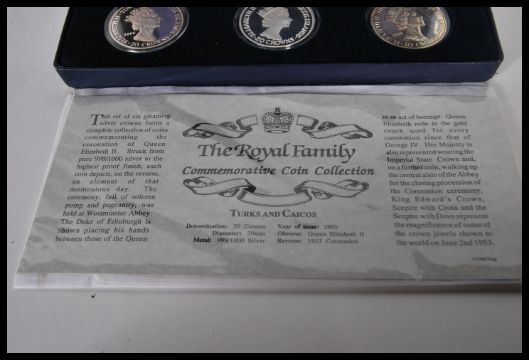 ELIZABETH
20 CROWNS
ELIZABETH
20 CROWNS
20 CROWNS
This set of six gleaming
silver crowns forms a
complete collection of coins
commemorating the
coronation of Queen
Elizabeth II. Struck from
pure 999/1000 silver to the
highest proof finish, each
coin depicts, on the reverse,
an element of that
momentous day. The
ceremony, full of solemn
pomp and pageantry, was
held at Westminster Abbey.
The Duke of Edinburgh is
shown placing his hands
between those of the Queen
The Royal Family
Commemorative Coin Collection
TURKS AND CAICOS
Denomination: 20 Crowns Year of issue: 1993
Diameter: 39mm Obverse: Queen Elizabeth II
Metal: 999/1000 Silver Reverse: 1953 Coronation
in an act of homage. Queen
Elizabeth rode in the gold
coach used for every
coronation since that of
George IV. Her Majesty is
also represented wearing the
Imperial State Crown and,
on a further coin, walking up
the central aisle of the Abbey
for the closing procession of
the Coronation ceremony.
King Edward's Crown,
Sceptre with Cross and the
Sceptre with Dove represent
the magnificence of some of
the crown jewels shown to
the world on June 2nd 1953.